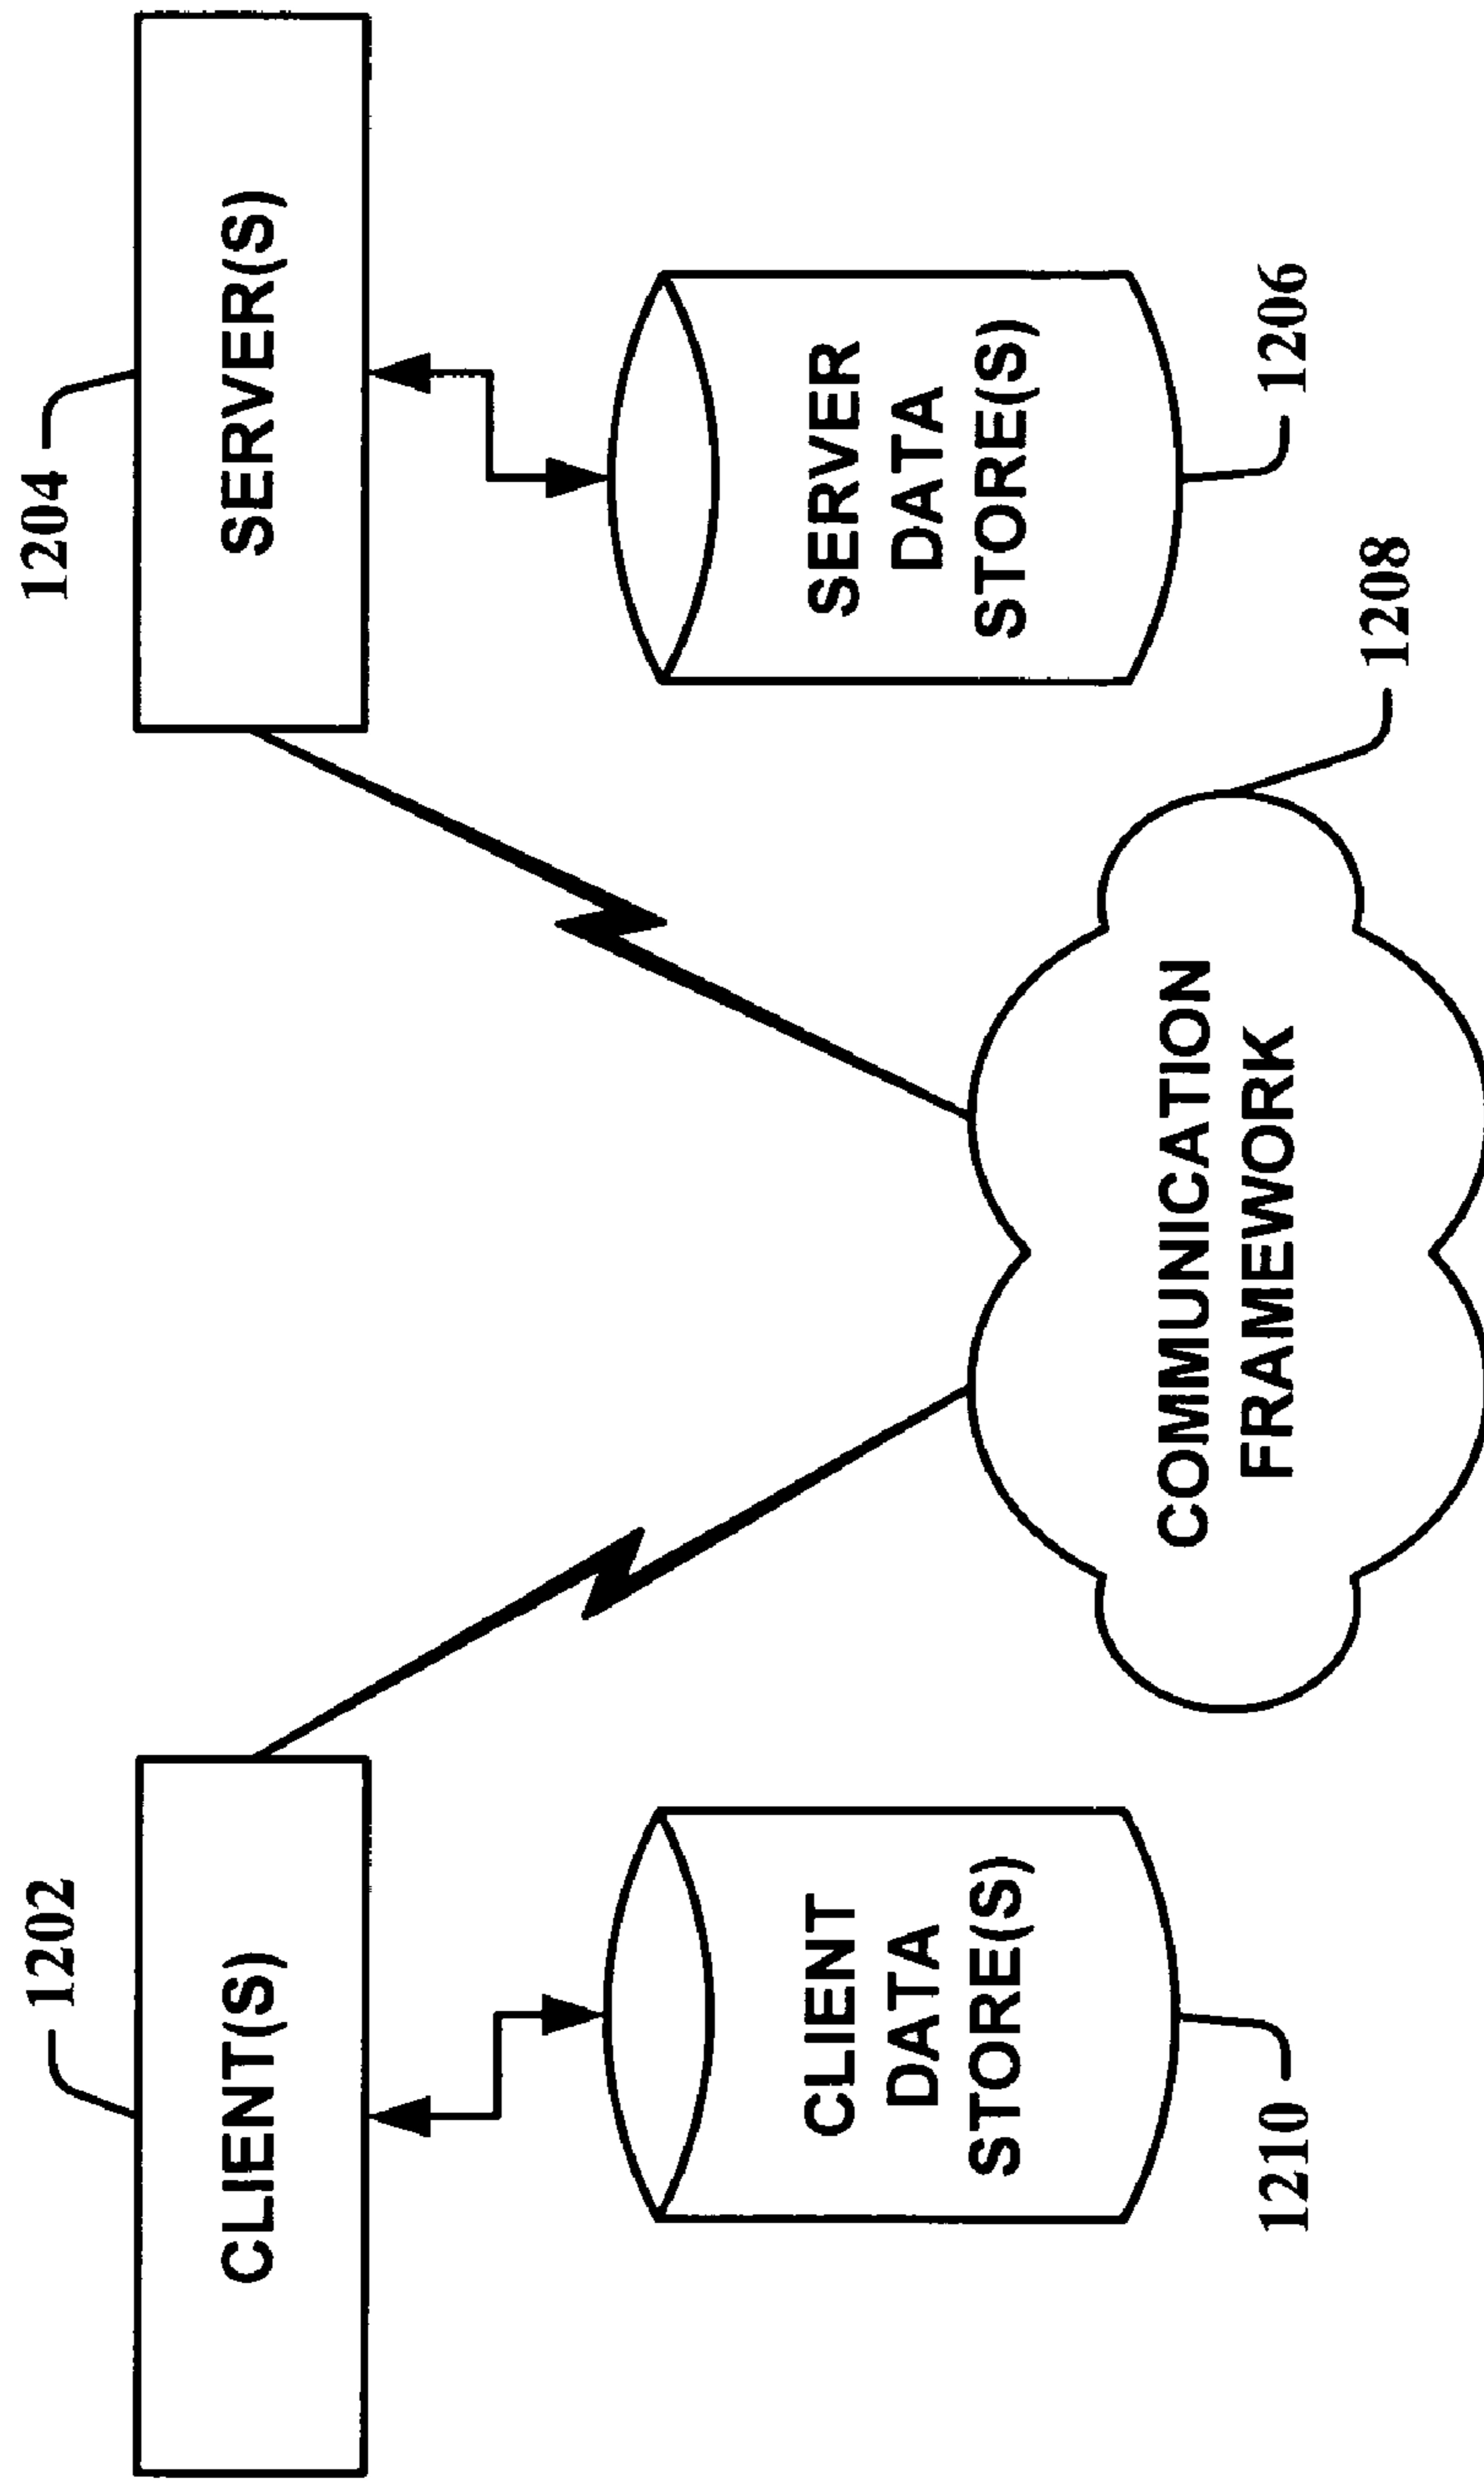 1202
1204
CLIENT(S)
SERVER(S)
CLIENT
DATA
STORE(S)
SERVER
DATA
STORE(S)
1210
1206
COMMUNICATION
FRAMEWORK
1208